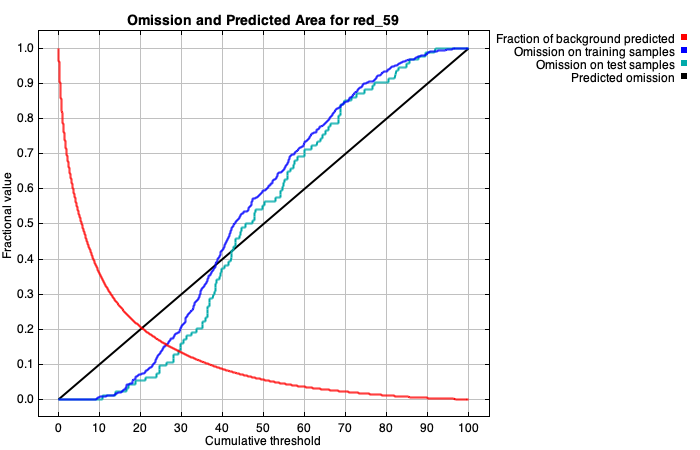 Omission and Predicted Area for red_59
Fraction of background predicted
Omission on training samples
Omission on test samples
Predicted omission
Fractional value
1.0
0.9
0.8
0.7
0.6
0.5
0.4
0.3
0.2
0.1
0.0
0 10 20 30 40 50 60 70 80 90 100
Cumulative threshold